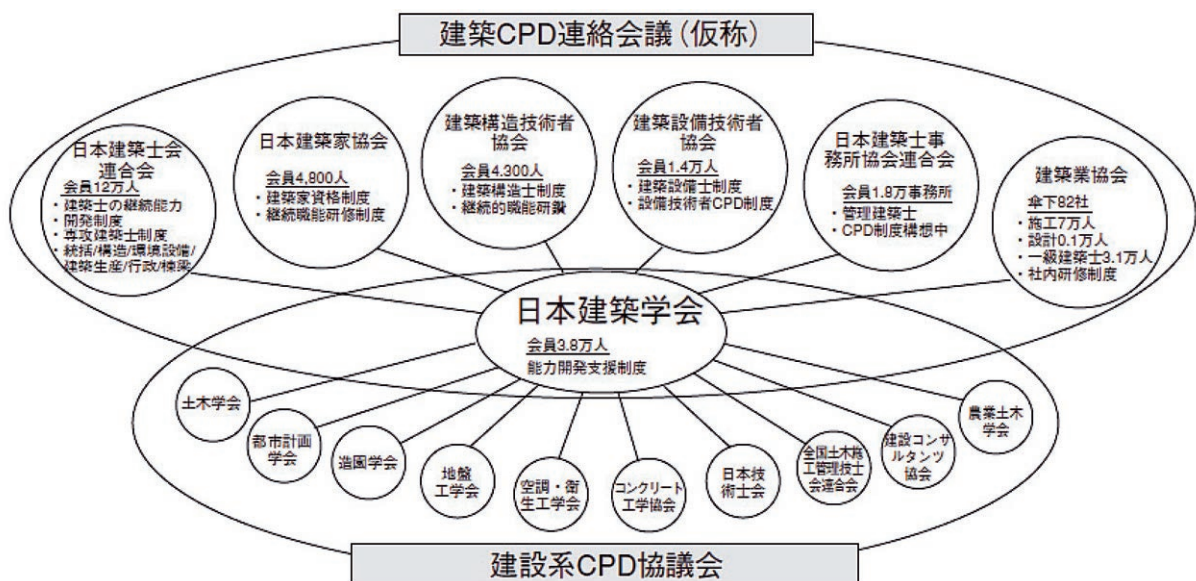 建築CPD連絡会議(仮称)
日本建築士会
連合会
会員12万人
・建築士の継続能力
・開発制度
・専攻建築士制度
・統括/構造/環境設備/
建築生産/行政/棟梁
日本建築家協会
会員4,800人
・建築家資格制度
・継続職能研修制度
建築構造技術者
協会
会員4.300人
・建築構造士制度
・継続的職能研鑽
建築設備技術者
協会
会員1.4万人
・建築設備士制度
・設備技術者CPD制度
日本建築士事
務所協会連合会
会員1.8万事務所
・管理建築士
・CPD制度構想中
建築業協会
傘下82社
・施工7万人
・設計0.1万人
・一級建築士3.1万人
・社内研修制度
日本建築学会
会員3.8万人
能力開発支援制度
土木学会
都市計画
学会
造園学会
地盤
工学会
空調・衛
生工学会
コンクリート
工学協会
日本技
術士会
全国土木施
工管理技士
会連合会
建設コンサ
ルタンツ
協会
農業土木
学会
建設系CPD協議会